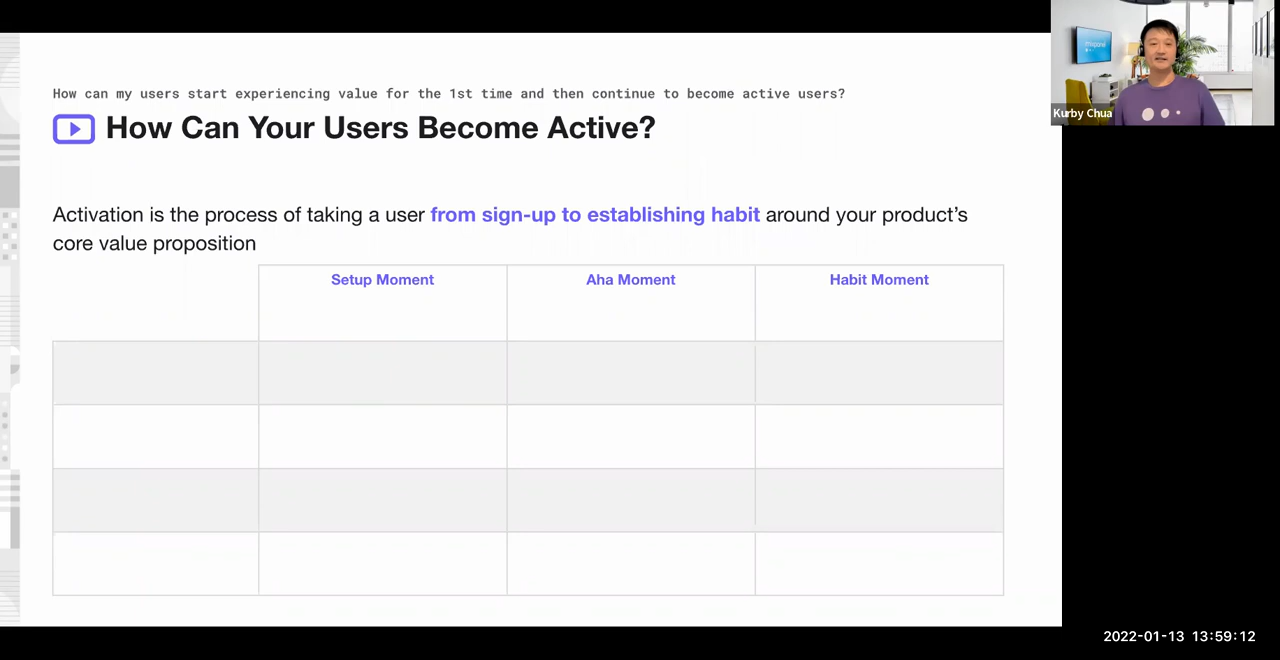 How can my users start experiencing value for the 1st time and then continue to become active users?
How Can Your Users Become Active?
Activation is the process of taking a user from sign-up to establishing habit around your product’s
core value proposition
Setup Moment
Aha Moment
Habit Moment
mixpanel
Kurby Chua
2022-01-13 13:59:12